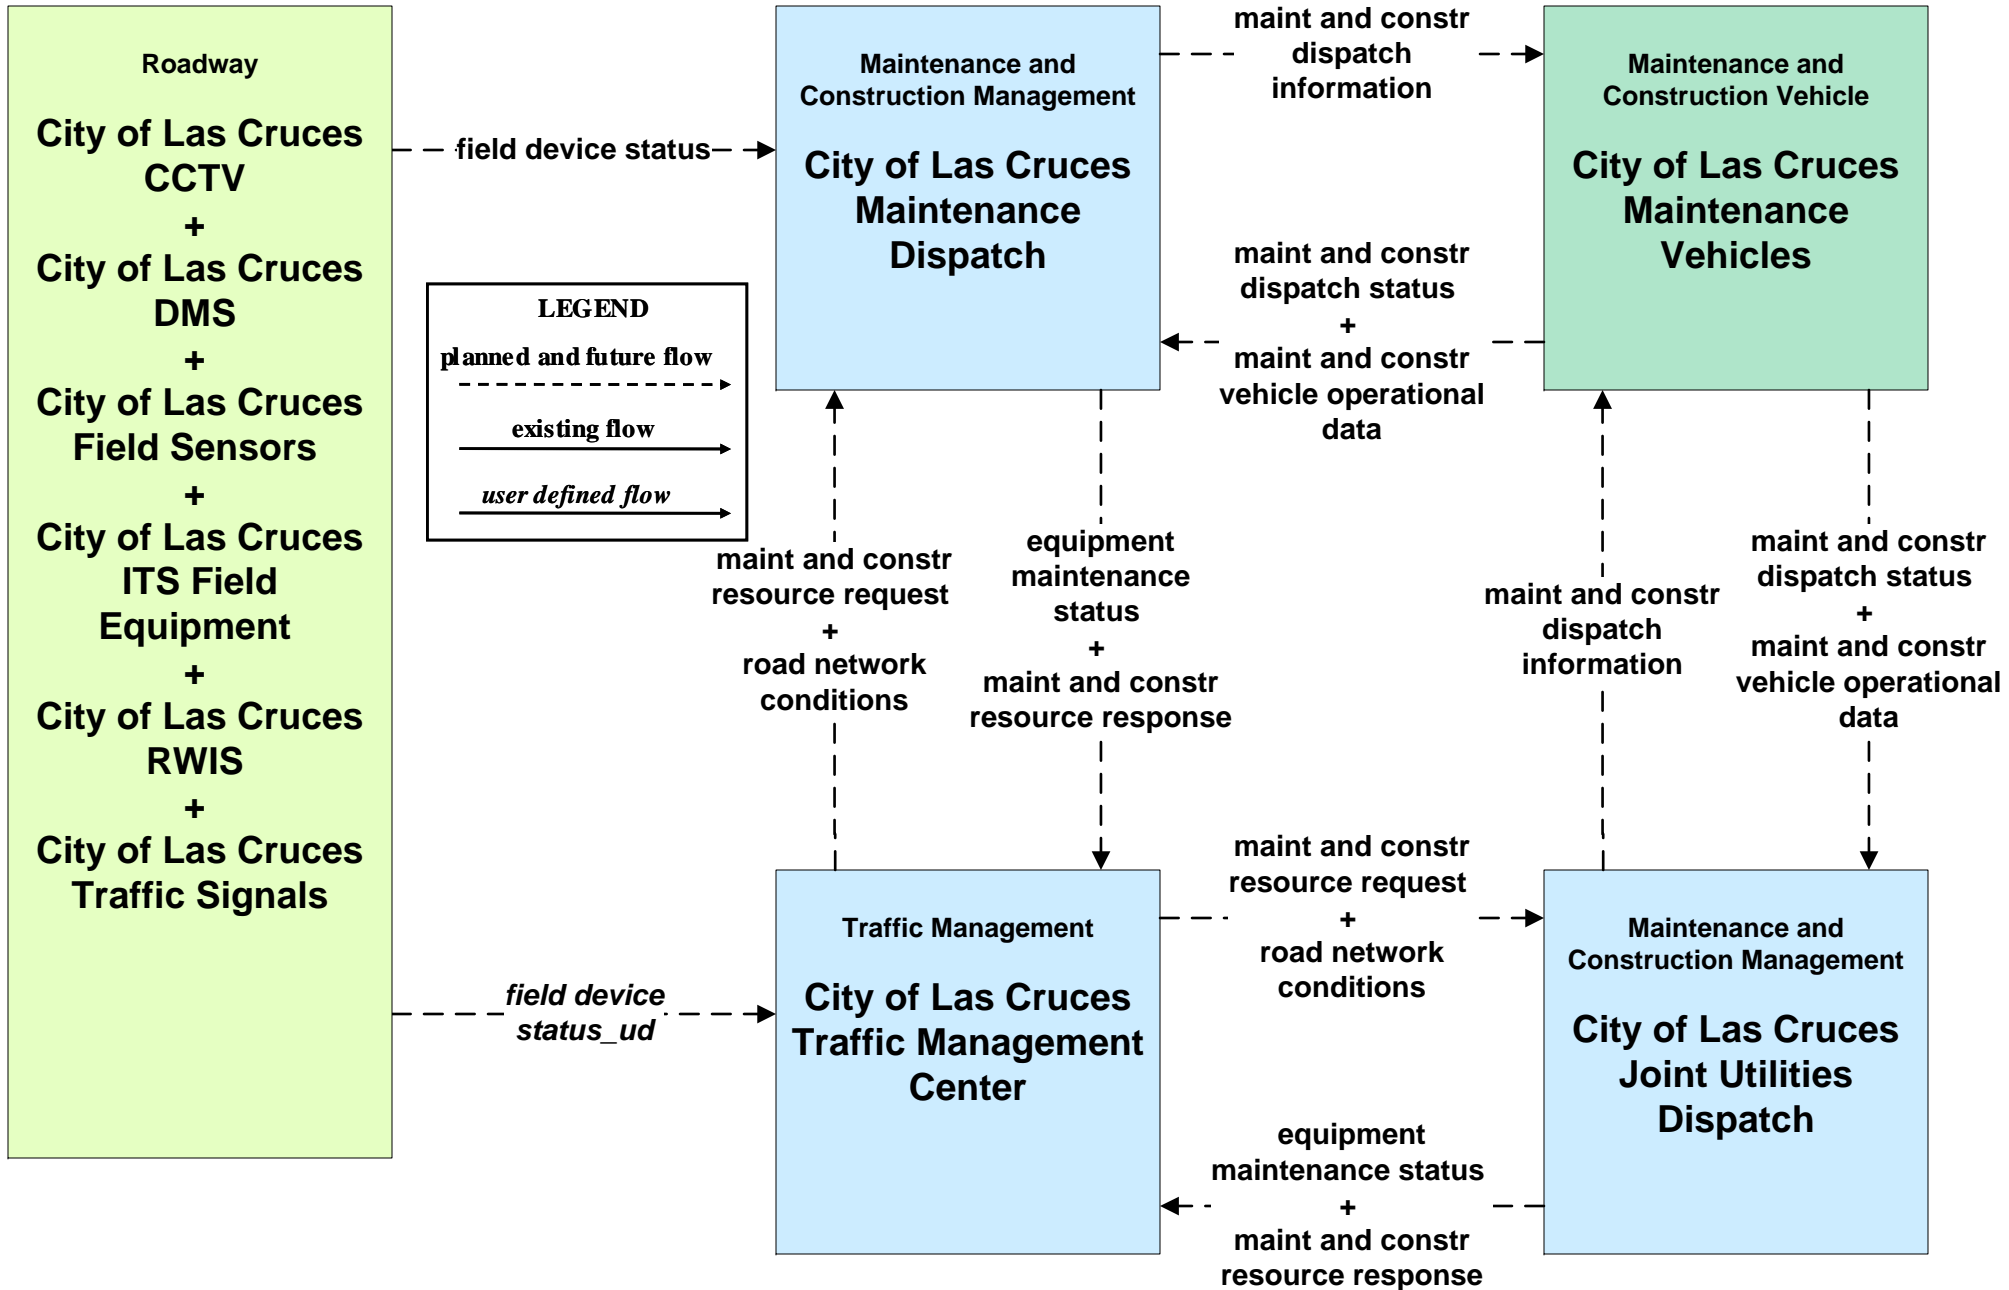 Roadway
City of Las Cruces
CCTV
+
City of Las Cruces
DMS
+
City of Las Cruces
Field Sensors
+
City of Las Cruces
ITS Field
Equipment
+
City of Las Cruces
RWIS
+
City of Las Cruces
Traffic Signals
field device status
Maintenance and
Construction Management
City of Las Cruces
Maintenance
Dispatch
maint and constr
dispatch
information
Maintenance and
Construction Vehicle
City of Las Cruces
Maintenance
Vehicles
maint and constr
dispatch status
+
maint and constr
vehicle operational
data
LEGEND
planned and future flow
existing flow
user defined flow
maint and constr
resource request
+
road network
conditions
equipment
maintenance
status
+
maint and constr
resource response
maint and constr
dispatch
information
maint and constr
dispatch status
+
maint and constr
vehicle operational
data
field device
status_ud
Traffic Management
City of Las Cruces
Traffic Management
Center
maint and constr
resource request
+
road network
conditions
Maintenance and
Construction Management
City of Las Cruces
Joint Utilities
Dispatch
equipment
maintenance status
+
maint and constr
resource response